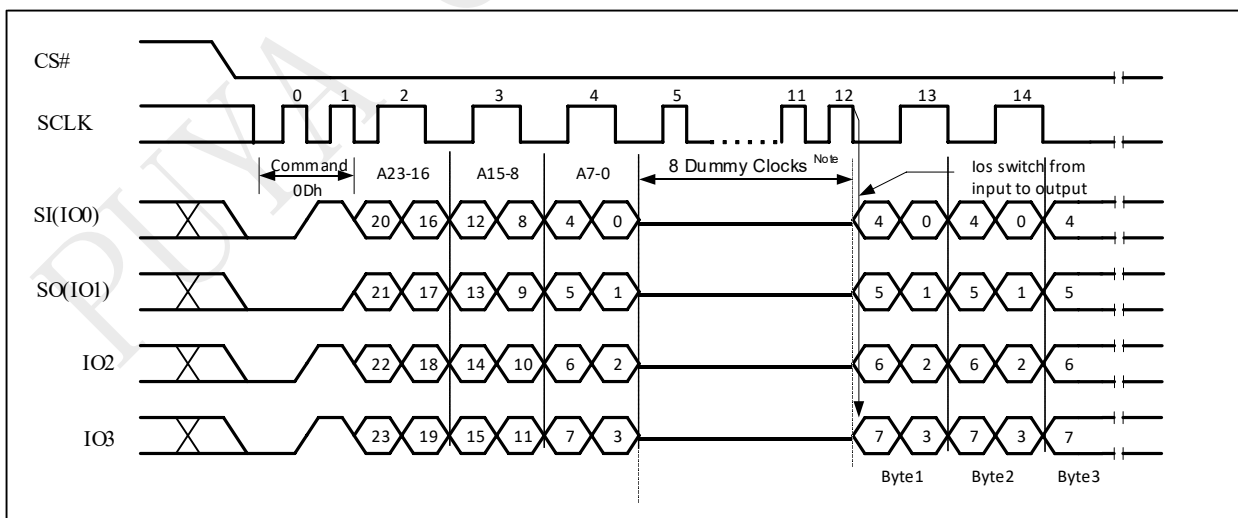 PUYA
CS#
0 1 2 3 4 5 11 12 13 14
SCLK
Command 0Dh
A23-16 A15-8 A7-0
8 Dummy Clocks Note
Ios switch from
input to output
SI(IO0) 20 16 12 8 4 0 4 0 4 0 4
SO(IO1) 21 17 13 9 5 1 5 1 5 1 5
IO2 22 18 14 10 6 2 6 2 6 2 6
IO3 23 19 15 11 7 3 7 3 7 3 7
Byte1 Byte2 Byte3